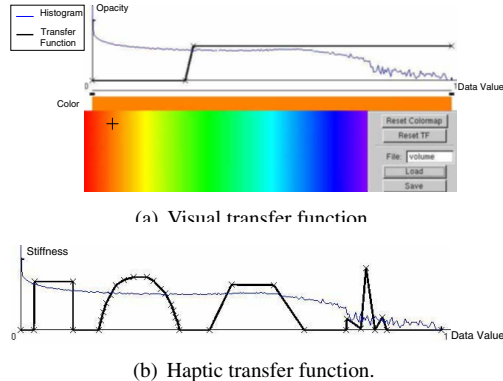 Histogram
Transfer
Function
Opacity
0
1
Data Value
Color
Reset Colormap
Reset TF
File: volume
Load
Save
(a) Visual transfer function
Stiffness
0
1
Data Value
(b) Haptic transfer function.